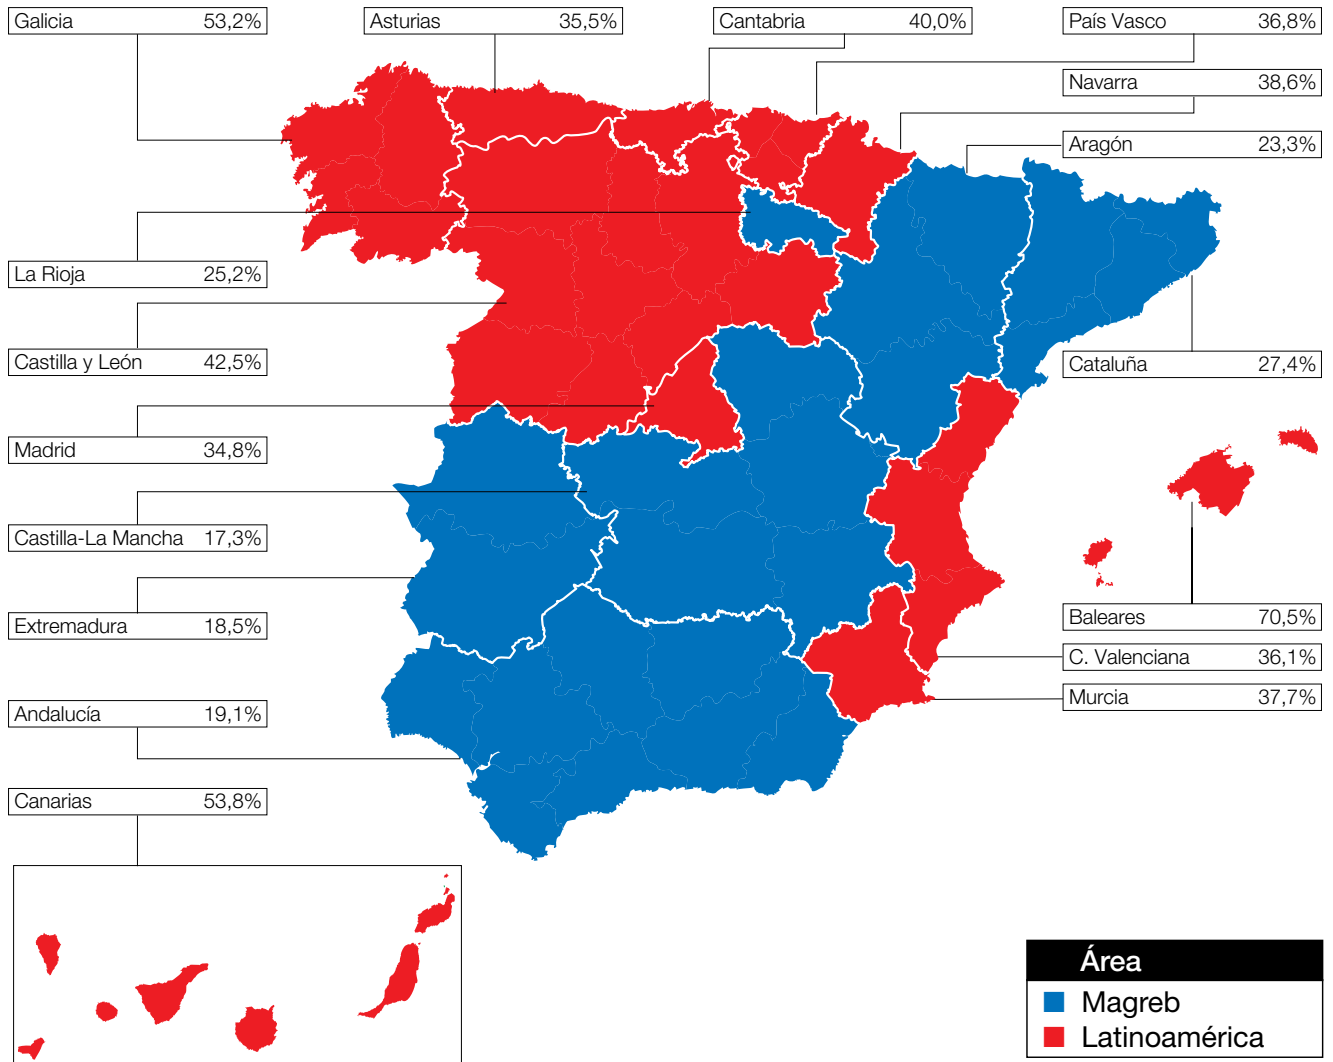 Galicia 53,2%
Asturias 35,5%
Cantabria 40,0%
País Vasco 36,8%
Navarra 38,6%
Aragón 23,3%
La Rioja 25,2%
Castilla y León 42,5%
Cataluña 27,4%
Madrid 34,8%
Castilla-La Mancha 17,3%
Extremadura 18,5%
Baleares 70,5%
C. Valenciana 36,1%
Murcia 37,7%
Andalucía 19,1%
Canarias 53,8%
Área
Magreb
Latinoamérica